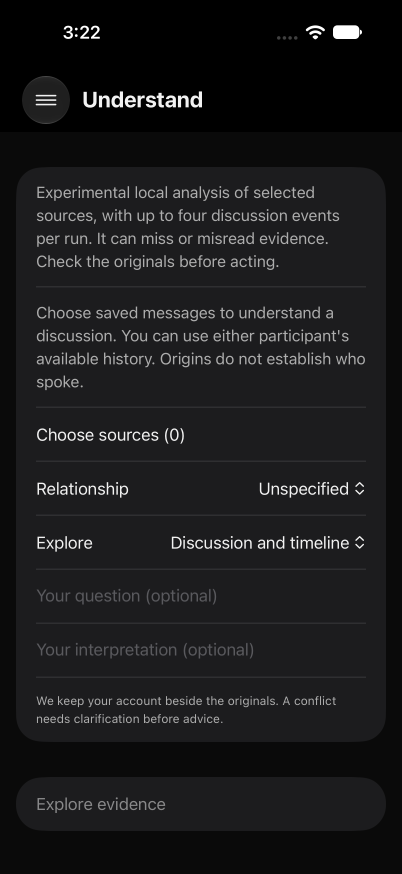 3:22
Understand
Experimental local analysis of selected
sources, with up to four discussion events
per run. It can miss or misread evidence.
Check the originals before acting.
Choose saved messages to understand a
discussion. You can use either participant's
available history. Origins do not establish who
spoke.
Choose sources (0)
Relationship Unspecified
Explore Discussion and timeline
Your question (optional)
Your interpretation (optional)
We keep your account beside the originals. A conflict
needs clarification before advice.
Explore evidence